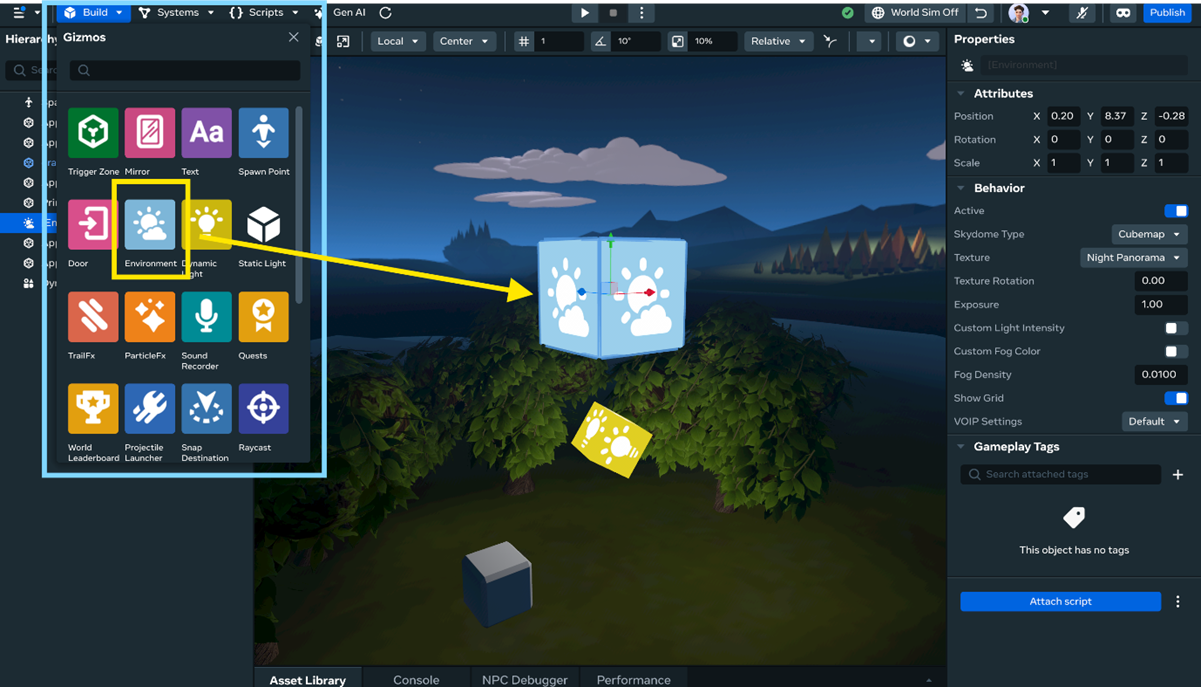 Build
Systems
Scripts
Gen AI
World Sim Off
Publish
Hierarchy
Gizmos
Local
Center
1
10°
10%
Relative
Trigger Zone
Mirror
Text
Spawn Point
Aa
Door
Environment
Dynamic
Light
Static Light
TrailFx
ParticleFx
Sound
Recorder
Quests
World
Leaderboard
Projectile
Launcher
Snap
Destination
Raycast
Properties
[Environment]
Attributes
Position X 0.20 Y 8.37 Z -0.28
Rotation X 0 Y 0 Z 0
Scale X 1 Y 1 Z 1
Behavior
Active
Skydome Type Cubemap
Texture Night Panorama
Texture Rotation 0.00
Exposure 1.00
Custom Light Intensity
Custom Fog Color
Fog Density 0.0100
Show Grid
VOIP Settings Default
Gameplay Tags
Search attached tags
This object has no tags
Attach script
Asset Library
Console
NPC Debugger
Performance